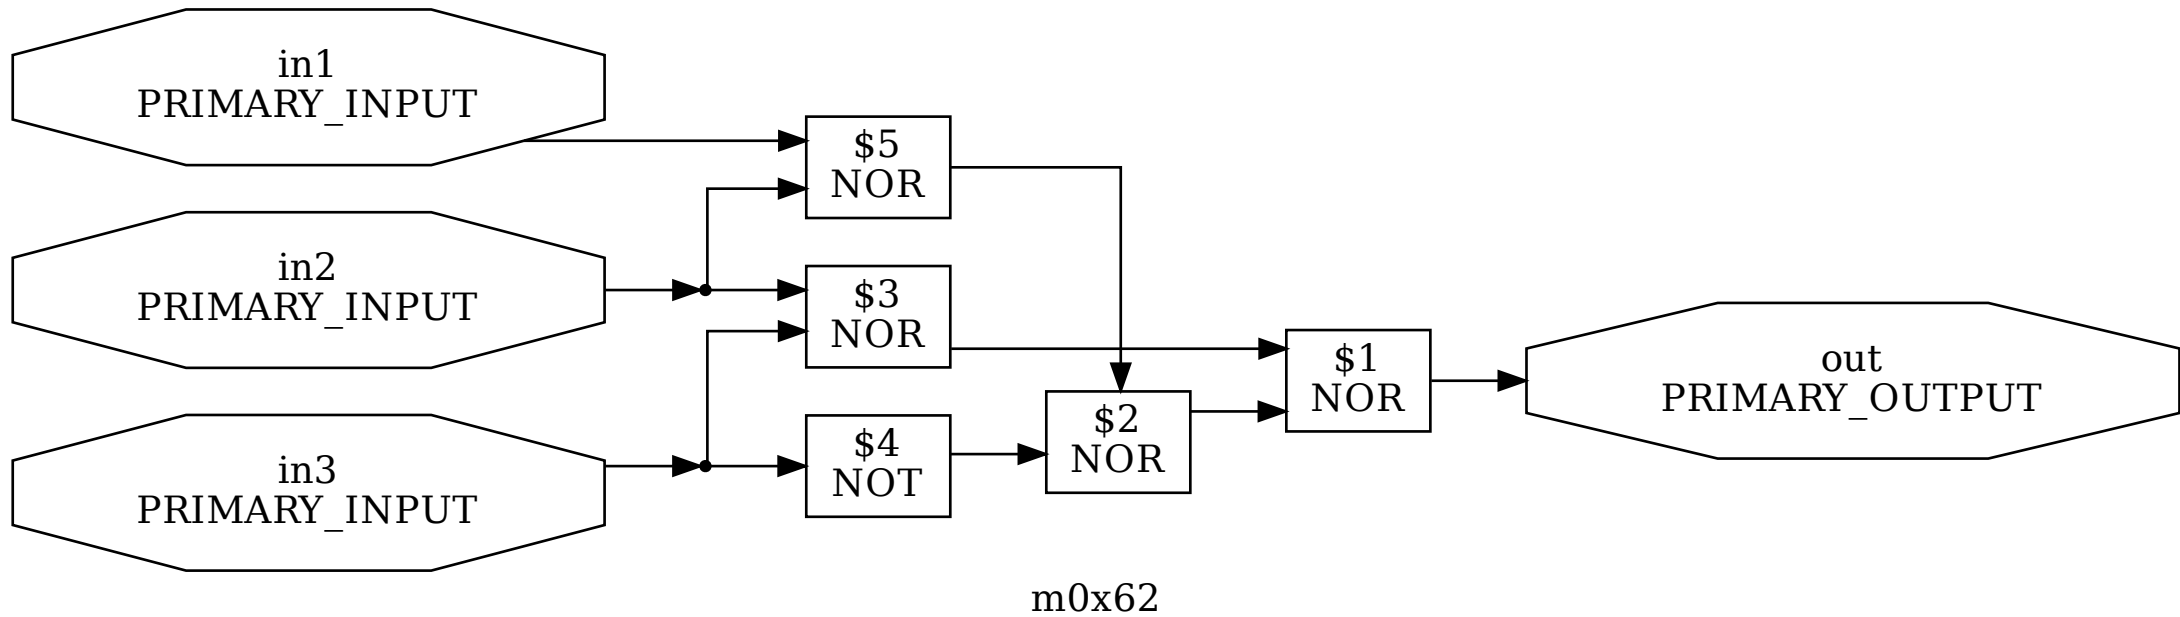 in1
PRIMARY_INPUT
$5
NOR
in2
PRIMARY_INPUT
$3
NOR
in3
PRIMARY_INPUT
$4
NOT
$2
NOR
$1
NOR
out
PRIMARY_OUTPUT
m0x62